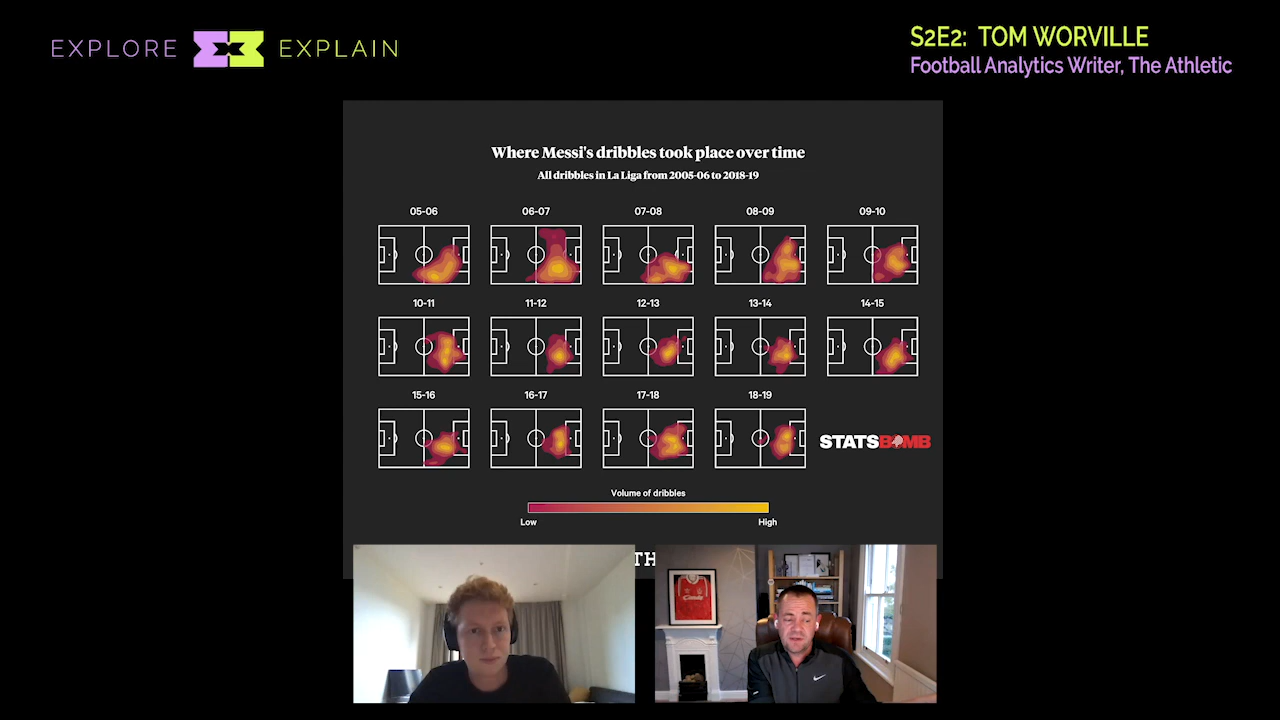 EXPLORE EXPLAIN
S2E2: TOM WORVILLE
Football Analytics Writer, The Athletic
Where Messi's dribbles took place over time
All dribbles in La Liga from 2005-06 to 2018-19
05-06 06-07 07-08 08-09 09-10
10-11 11-12 12-13 13-14 14-15
15-16 16-17 17-18 18-19
STATSBOMB
Volume of dribbles
Low High
TH